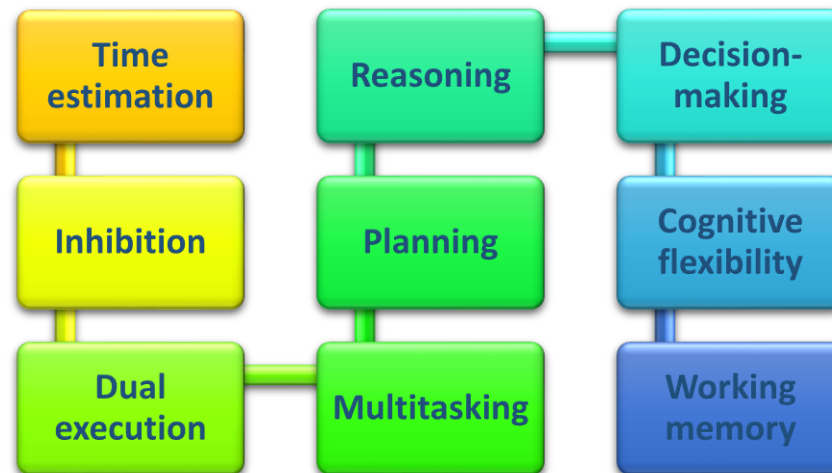 Time
estimation
Inhibition
Dual
execution
Multitasking
Planning
Reasoning
Decision-
making
Cognitive
flexibility
Working
memory